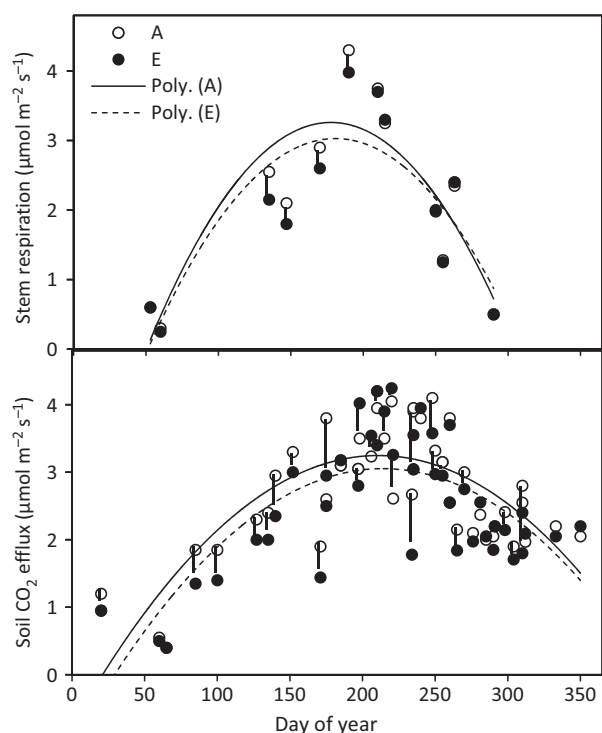 A
E
Poly. (A)
Poly. (E)
Stem respiration (µmol m⁻² s⁻¹)
4
3
2
1
0
Soil CO₂ efflux (µmol m⁻² s⁻¹)
4
3
2
1
0
0 50 100 150 200 250 300 350
Day of year